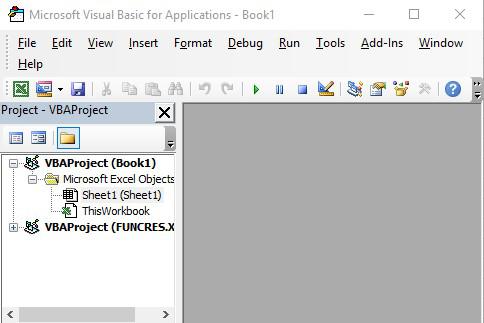 Microsoft Visual Basic for Applications - Book1
File Edit View Insert Format Debug Run Tools Add-Ins Window
Help
Project - VBAProject
VBAProject (Book1)
Microsoft Excel Objects
Sheet1 (Sheet1)
ThisWorkbook
VBAProject (FUNCRES.X